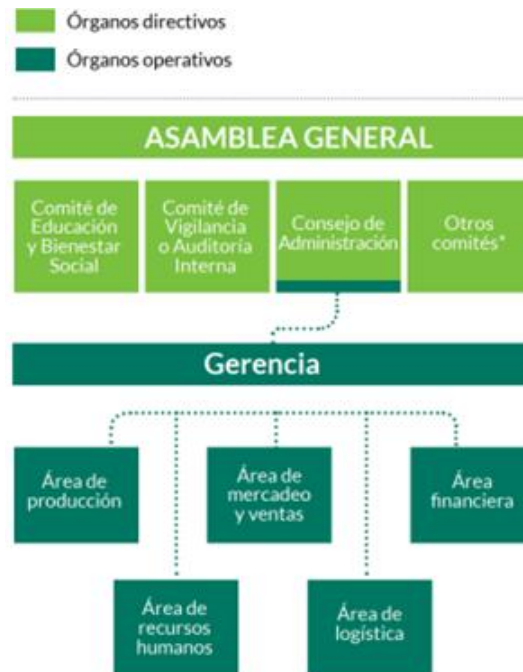 Órganos directivos
Órganos operativos
ASAMBLEA GENERAL
Comité de
Educación
y Bienestar
Social
Comité de
Vigilancia
o Auditoría
Interna
Consejo de
Administración
Otros
comités*
Gerencia
Área de
producción
Área de
mercadeo
y ventas
Área
financiera
Área de
recursos
humanos
Área de
logística